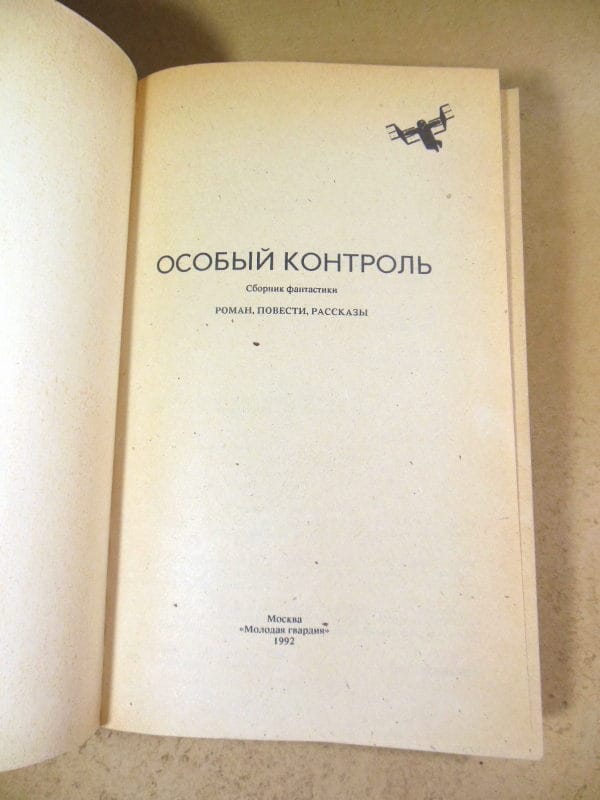 ОСОБЫЙ КОНТРОЛЬ
Сборник фантастики
РОМАН, ПОВЕСТИ, РАССКАЗЫ
Москва
«Молодая гвардия»
1992